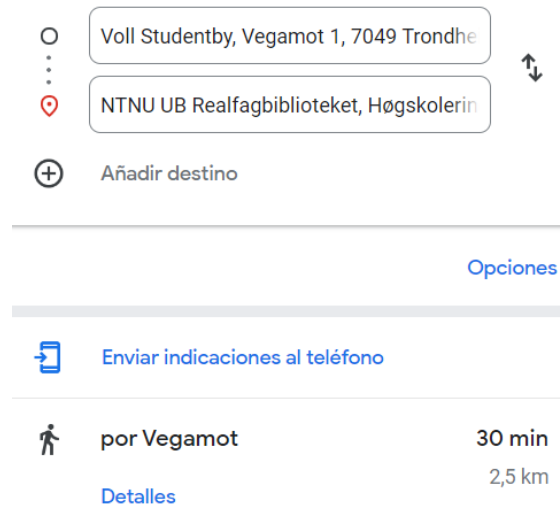 Voll Studentby, Vegamot 1, 7049 Trondhe
NTNU UB Realfagbiblioteket, Høgskolerin
Añadir destino
Opciones
Enviar indicaciones al teléfono
por Vegamot 30 min
2,5 km
Detalles